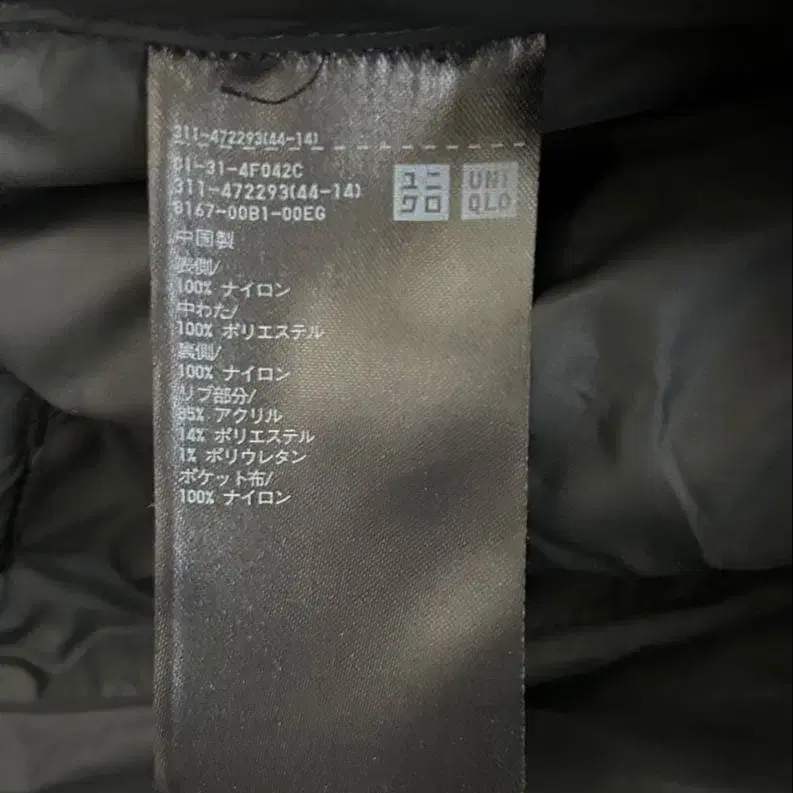 311-472293(44-14)
01-31-4F042C
311-472293(44-14)
8167-00B1-00EG
ユニ
クロ
UNI
QLO
中国製
表側/
100% ナイロン
中わた/
100% ポリエステル
裏側/
100% ナイロン
リブ部分/
85% アクリル
14% ポリエステル
1% ポリウレタン
ポケット布/
100% ナイロン